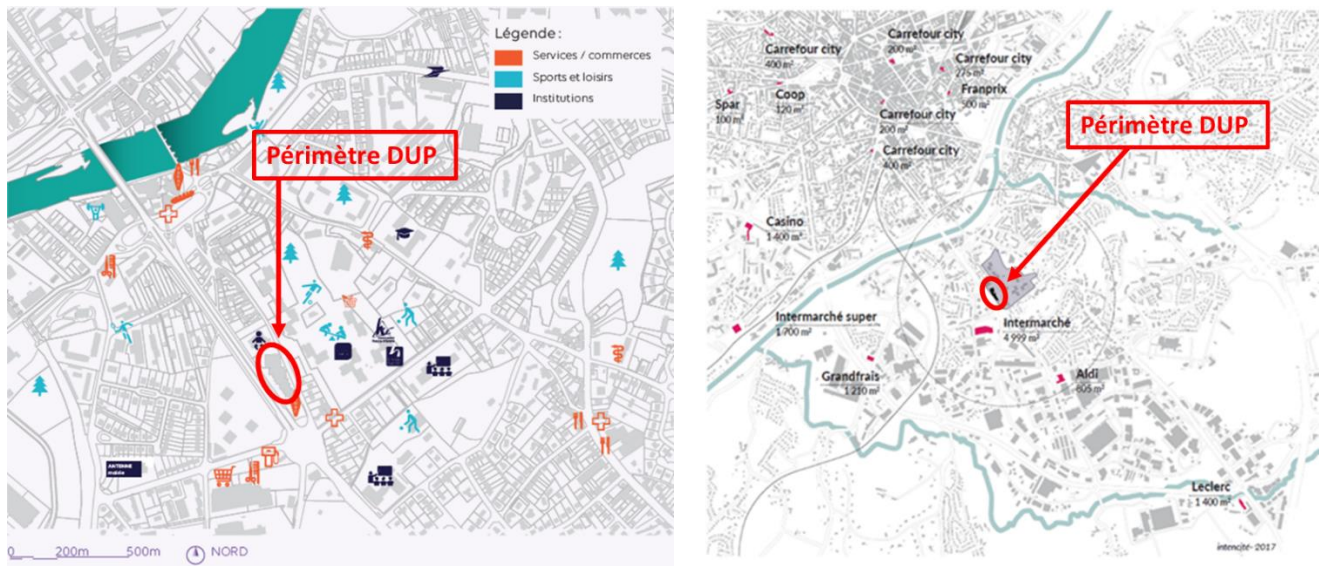 Légende :
Services / commerces
Sports et loisirs
Institutions
Périmètre DUP
ANTENNE
mairie
0 200m 500m NORD
Carrefour city
400 m²
Carrefour city
200 m²
Carrefour city
275 m²
Franprix
500 m²
Spar
100 m²
Coop
120 m²
Carrefour city
200 m²
Carrefour city
400 m²
Périmètre DUP
Casino
1 400 m²
Intermarché super
1 700 m²
Intermarché
4 999 m²
Grandfrais
1 210 m²
Aldi
805 m²
Leclerc
1 400 m²
intencité- 2017